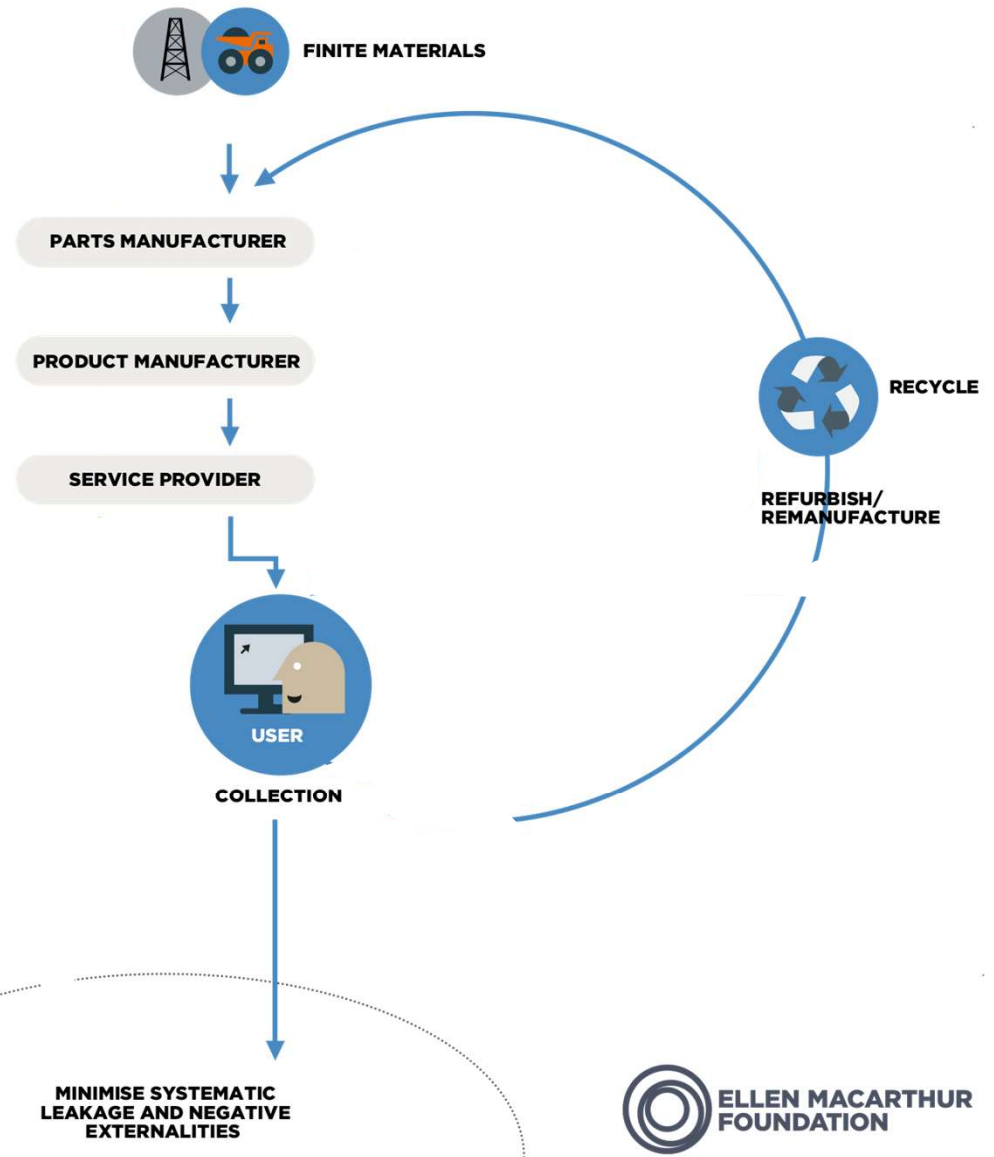 FINITE MATERIALS
PARTS MANUFACTURER
PRODUCT MANUFACTURER
RECYCLE
SERVICE PROVIDER
REFURBISH/
REMANUFACTURE
USER
COLLECTION
MINIMISE SYSTEMATIC
LEAKAGE AND NEGATIVE
EXTERNALITIES
ELLEN MACARTHUR
FOUNDATION